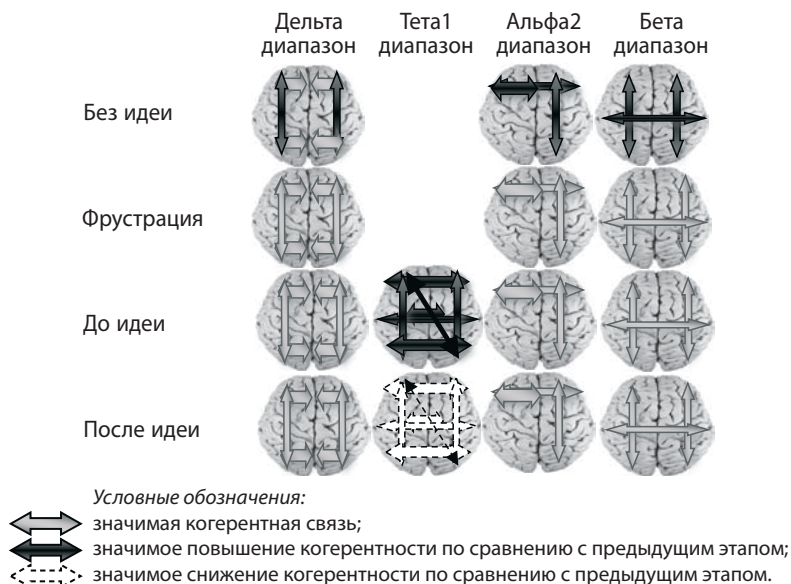 Дельта Тета1 Альфа2 Бета
диапазон диапазон диапазон диапазон
Без идеи
Фрустрация
До идеи
После идеи
Условные обозначения:
значимая когерентная связь;
значимое повышение когерентности по сравнению с предыдущим этапом;
значимое снижение когерентности по сравнению с предыдущим этапом.